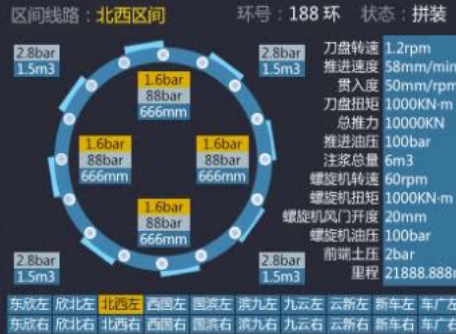 区间线路：北西区间 环号：188 环 状态：拼装
2.8bar
1.5m3
2.8bar
1.5m3
1.6bar
88bar
666mm
1.6bar
88bar
666mm
1.6bar
88bar
666mm
1.6bar
88bar
666mm
2.8bar
1.5m3
2.8bar
1.5m3
刀盘转速 1.2rpm
推进速度 58mm/min
贯入度 50mm/rpm
刀盘扭矩 1000KN·m
总推力 10000KN
推进油压 100bar
注浆总量 6m3
螺旋机转速 60rpm
螺旋机扭矩 1000KN·m
螺旋机风门开度 20mm
螺旋机油压 100bar
前端土压 2bar
里程 21888.888m
东欣左 欣北左 北西左 西国左 国滨左 滨九左 九云左 云新左 新车左 车广左
东欣右 欣北右 北西右 西国右 国滨右 滨九右 九云右 云新右 新车右 车广右